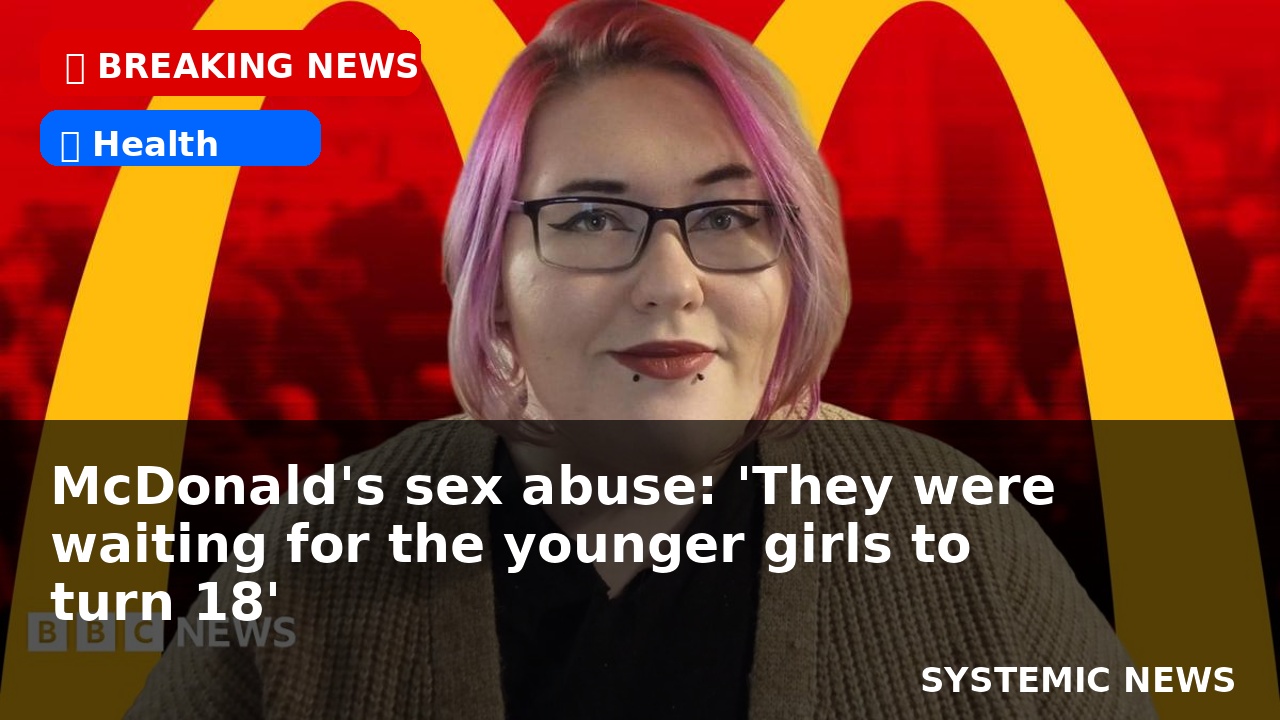 BREAKING NEWS
Health
McDonald's sex abuse: 'They were
waiting for the younger girls to
turn 18'
BBC NEWS
SYSTEMIC NEWS